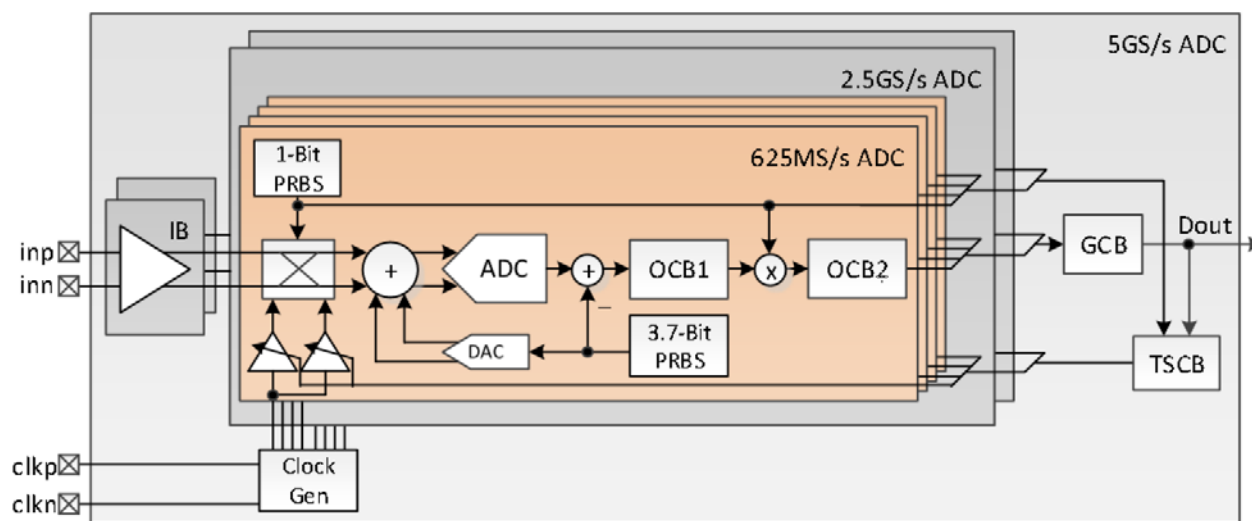 5GS/s ADC
2.5GS/s ADC
625MS/s ADC
1-Bit
PRBS
IB
inp
inn
+
ADC
+
−
OCB1
x
OCB2
GCB
Dout
DAC
3.7-Bit
PRBS
TSCB
clkp
clkn
Clock
Gen